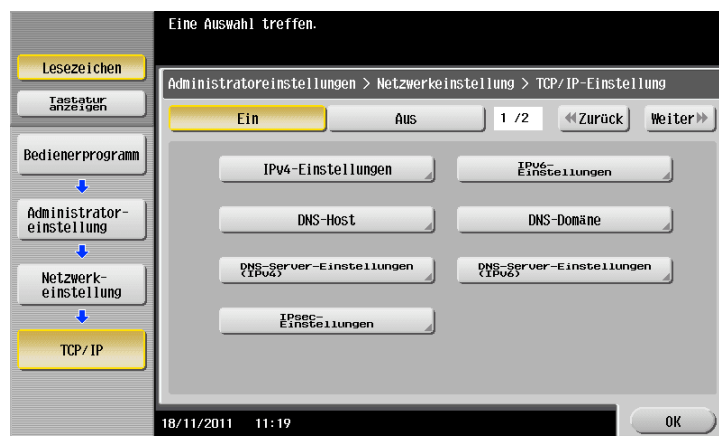 Eine Auswahl treffen.
Lesezeichen
Tastatur
anzeigen
Administratoreinstellungen > Netzwerkeinstellung > TCP/IP-Einstellung
Ein
Aus
1 /2
Zurück
Weiter
Bedienerprogramm
Administrator-
einstellung
Netzwerk-
einstellung
TCP/IP
IPv4-Einstellungen
IPv6-
Einstellungen
DNS-Host
DNS-Domäne
DNS-Server-Einstellungen
(IPv4)
DNS-Server-Einstellungen
(IPv6)
IPsec-
Einstellungen
18/11/2011 11:19
OK